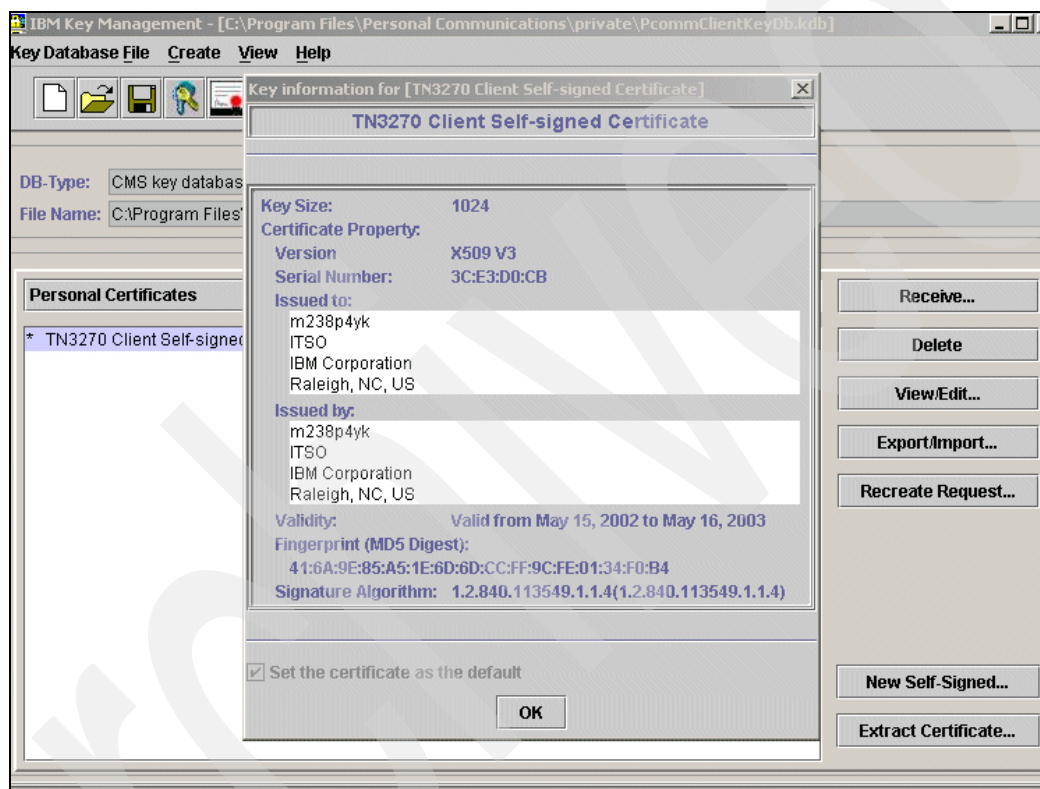 IBM Key Management - [C:\Program Files\Personal Communications\private\PcommClientKeyDb.kdb]
Key Database File Create View Help
Key information for [TN3270 Client Self-signed Certificate]
TN3270 Client Self-signed Certificate
DB-Type: CMS key databas
File Name: C:\Program Files\
Key Size: 1024
Certificate Property:
Version X509 V3
Serial Number: 3C:E3:D0:CB
Issued to:
m238p4yk
ITSO
IBM Corporation
Raleigh, NC, US
Issued by:
m238p4yk
ITSO
IBM Corporation
Raleigh, NC, US
Validity: Valid from May 15, 2002 to May 16, 2003
Fingerprint (MD5 Digest):
41:6A:9E:85:A5:1E:6D:6D:CC:FF:9C:FE:01:34:F0:B4
Signature Algorithm: 1.2.840.113549.1.1.4(1.2.840.113549.1.1.4)
Set the certificate as the default
OK
Personal Certificates
* TN3270 Client Self-signed
Receive...
Delete
View/Edit...
Export/Import...
Recreate Request...
New Self-Signed...
Extract Certificate...